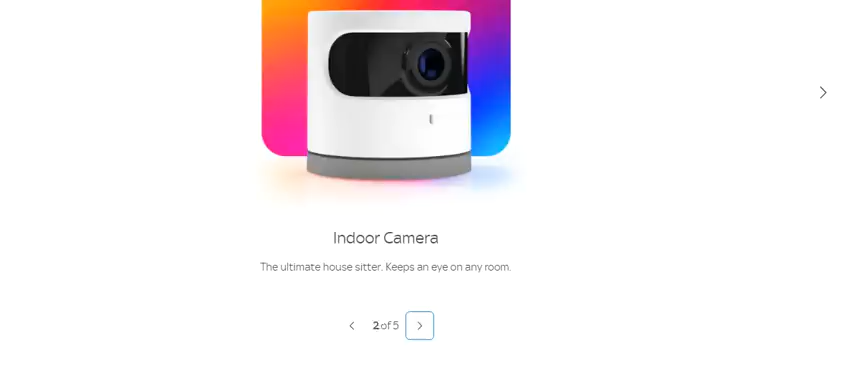 Indoor Camera
The ultimate house sitter. Keeps an eye on any room.
2 of 5